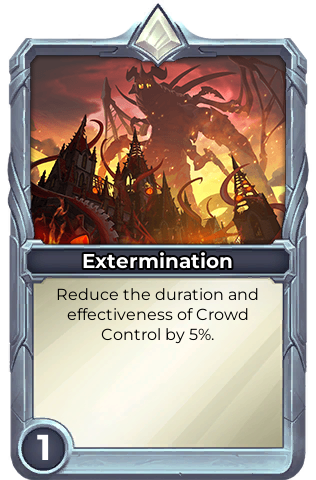 Extermination
Reduce the duration and
effectiveness of Crowd
Control by 5%.
1